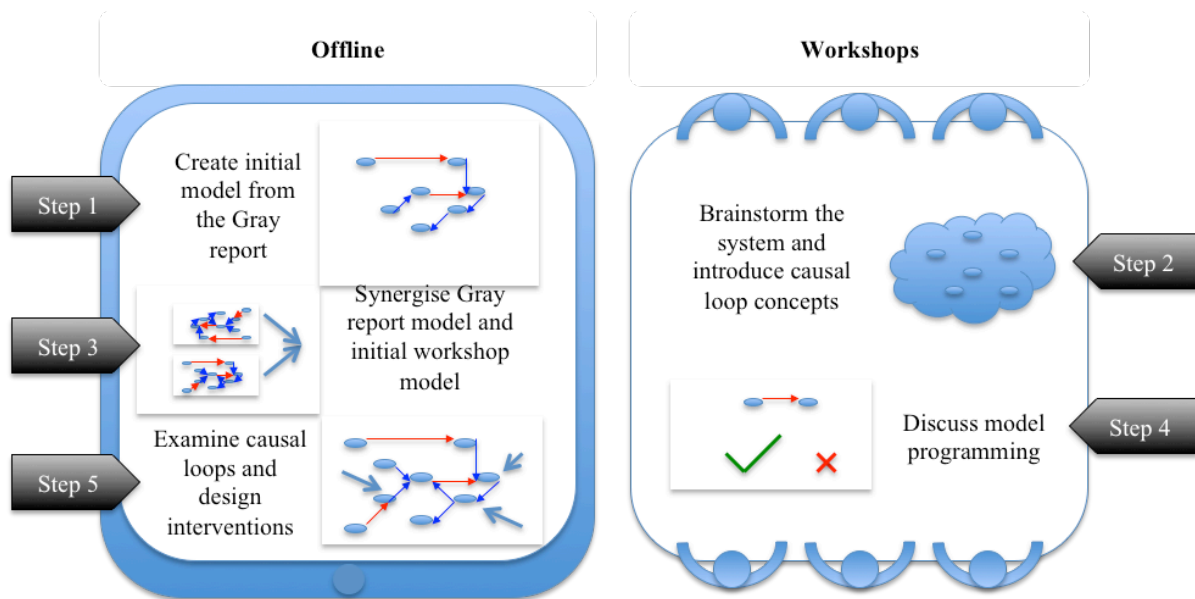 Offline
Workshops
Step 1
Create initial
model from
the Gray
report
Step 2
Brainstorm the
system and
introduce causal
loop concepts
Step 3
Synergise Gray
report model and
initial workshop
model
Step 4
Discuss model
programming
Step 5
Examine causal
loops and
design
interventions